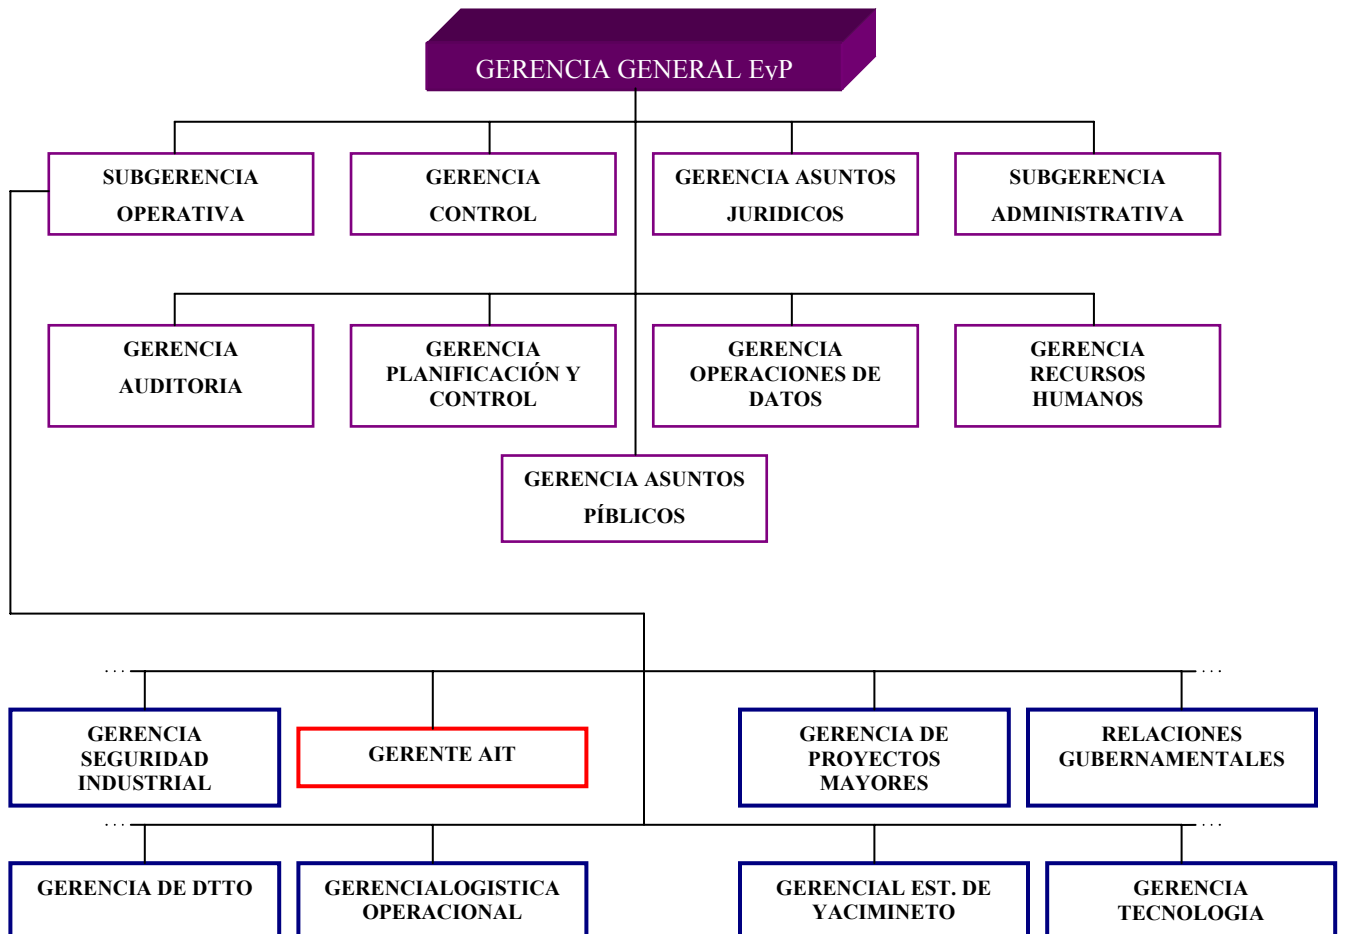 GERENCIA GENERAL EyP
SUBGERENCIA
OPERATIVA
GERENCIA
CONTROL
GERENCIA ASUNTOS
JURIDICOS
SUBGERENCIA
ADMINISTRATIVA
GERENCIA
AUDITORIA
GERENCIA
PLANIFICACIÓN Y
CONTROL
GERENCIA
OPERACIONES DE
DATOS
GERENCIA
RECURSOS
HUMANOS
GERENCIA ASUNTOS
PÍBLICOS
GERENCIA
SEGURIDAD
INDUSTRIAL
GERENTE AIT
GERENCIA DE
PROYECTOS
MAYORES
RELACIONES
GUBERNAMENTALES
GERENCIA DE DTTO
GERENCIALOGISTICA
OPERACIONAL
GERENCIAL EST. DE
YACIMINETO
GERENCIA
TECNOLOGIA